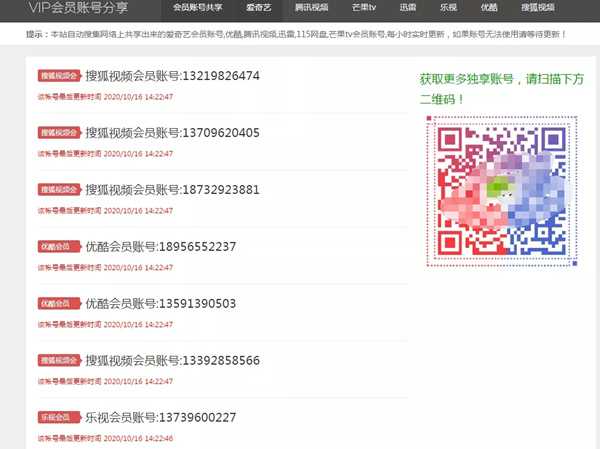 VIP会员账号分享 会员账号共享 爱奇艺 腾讯视频 芒果tv 迅雷 乐视 优酷 搜狐视频
提示：本站自动搜集网络上共享出来的爱奇艺会员账号,优酷,腾讯视频,迅雷,115网盘,芒果tv会员账号,每小时实时更新，如果账号无法使用请等待更新！
搜狐视频会 搜狐视频会员账号:13219826474
该帐号最后更新时间 2020/10/16 14:22:47
搜狐视频会 搜狐视频会员账号:13709620405
该帐号最后更新时间 2020/10/16 14:22:47
搜狐视频会 搜狐视频会员账号:18732923881
该帐号最后更新时间 2020/10/16 14:22:47
优酷会员 优酷会员账号:18956552237
该帐号最后更新时间 2020/10/16 14:22:47
优酷会员 优酷会员账号:13591390503
该帐号最后更新时间 2020/10/16 14:22:47
搜狐视频会 搜狐视频会员账号:13392858566
该帐号最后更新时间 2020/10/16 14:22:47
乐视会员 乐视会员账号:13739600227
该帐号最后更新时间 2020/10/16 14:22:46
获取更多独享账号，请扫描下方
二维码！